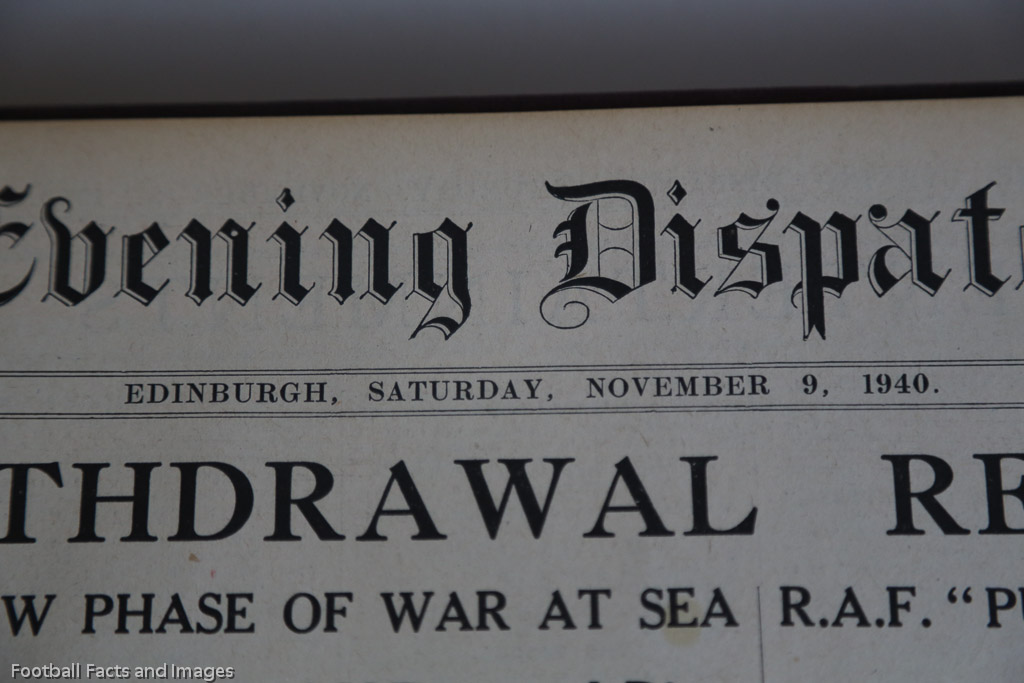 Evening Dispat
EDINBURGH, SATURDAY, NOVEMBER 9, 1940.
THDRAWAL RE
W PHASE OF WAR AT SEA
R.A.F. "P
Football Facts and Images